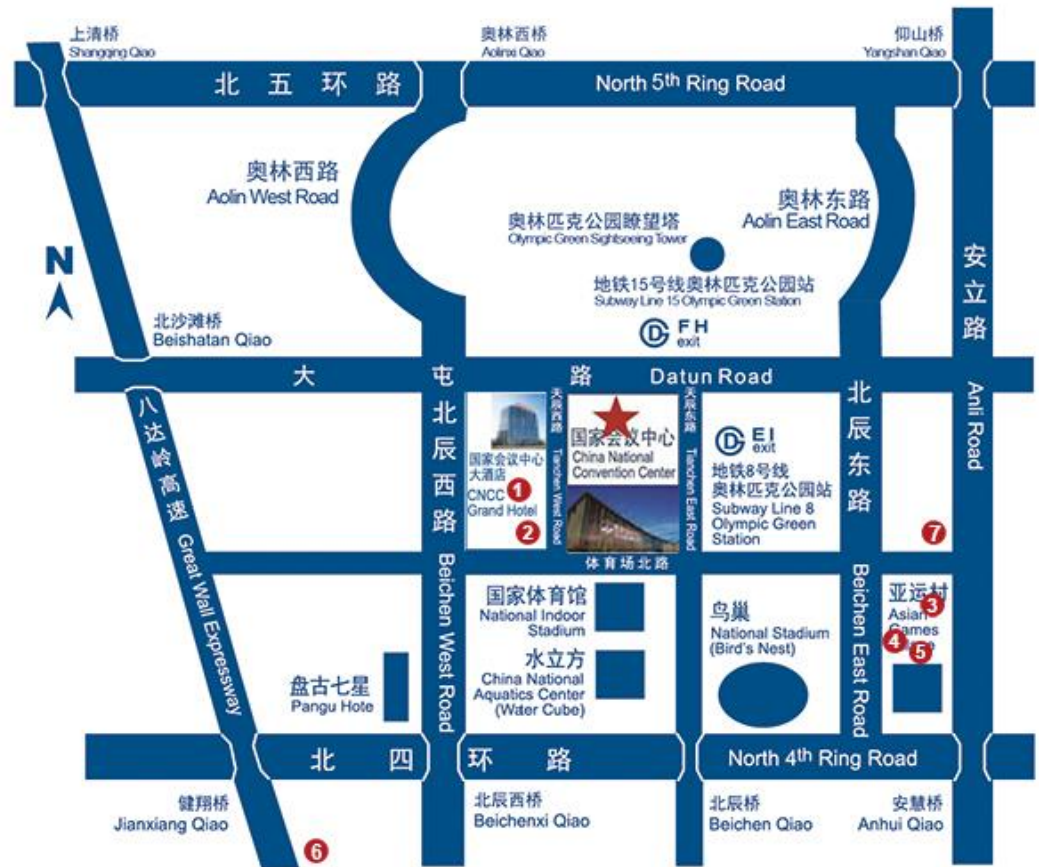 上清桥
Shangqing Qiao
奥林西桥
Aolinxi Qiao
仰山桥
Yangshan Qiao
北五环路
North 5th Ring Road
奥林西路
Aolin West Road
奥林东路
Aolin East Road
奥林匹克公园瞭望塔
Olympic Green Sightseeing Tower
N
地铁15号线奥林匹克公园站
Subway Line 15 Olympic Green Station
FH
exit
安立路
Anli Road
北沙滩桥
Beishatan Qiao
大屯路
Datun Road
八达岭高速
Great Wall Expressway
北辰西路
Beichen West Road
国家会议中心
大酒店
CNCC
Grand Hotel
1
2
天辰西路
Tianchen West Road
国家会议中心
China National
Convention Center
天辰东路
Tianchen East Road
EI
exit
地铁8号线
奥林匹克公园站
Subway Line 8
Olympic Green
Station
北辰东路
Beichen East Road
7
体育场北路
国家体育馆
National Indoor
Stadium
水立方
China National
Aquatics Center
(Water Cube)
鸟巢
National Stadium
(Bird's Nest)
亚运村
3
Asian
Games
4
5
盘古七星
Pangu Hote
北四环路
North 4th Ring Road
健翔桥
Jianxiang Qiao
北辰西桥
Beichenxi Qiao
北辰桥
Beichen Qiao
安慧桥
Anhui Qiao
6